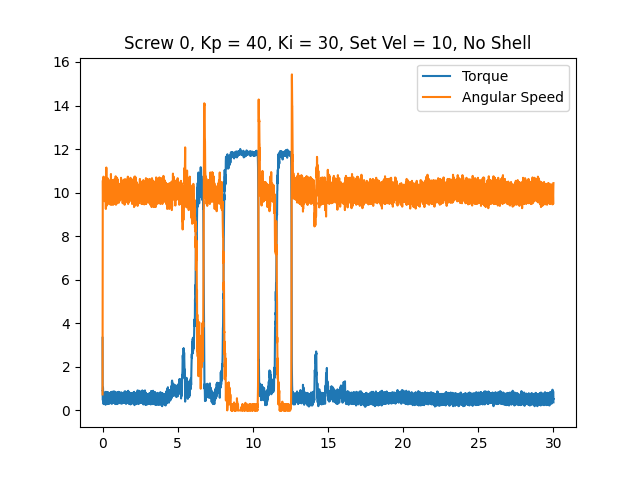 Screw 0, Kp = 40, Ki = 30, Set Vel = 10, No Shell
Torque
Angular Speed
16
14
12
10
8
6
4
2
0
0 5 10 15 20 25 30